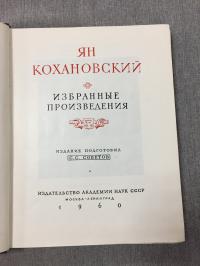 ЯН
КОХАНОВСКИЙ
ИЗБРАННЫЕ
ПРОИЗВЕДЕНИЯ
ИЗДАНИЕ ПОДГОТОВИЛ
С. С. СОВЕТОВ
ИЗДАТЕЛЬСТВО АКАДЕМИИ НАУК СССР
МОСКВА-ЛЕНИНГРАД
1960